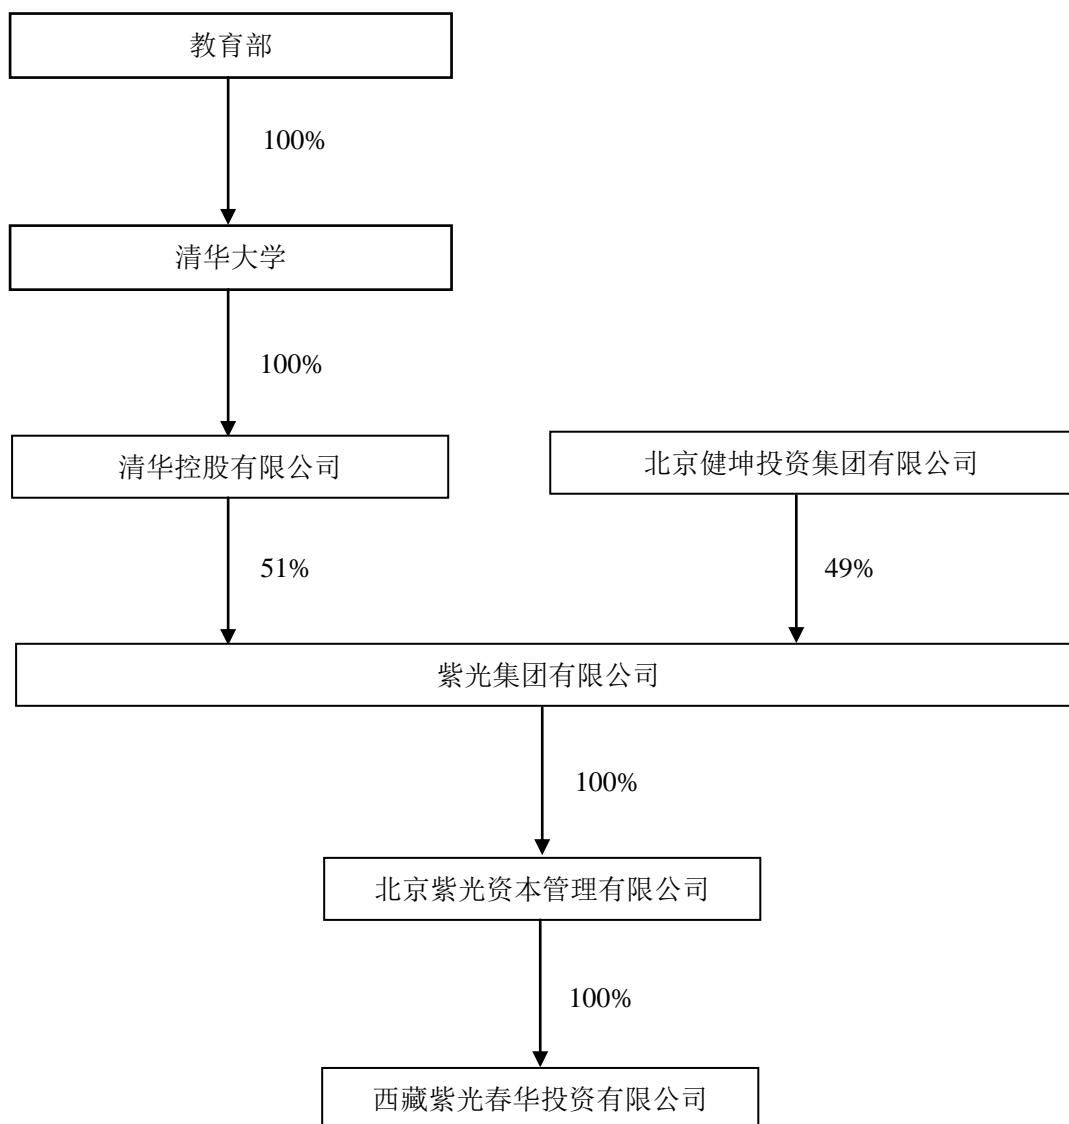 教育部
100%
清华大学
100%
清华控股有限公司
北京健坤投资集团有限公司
51%
49%
紫光集团有限公司
100%
北京紫光资本管理有限公司
100%
西藏紫光春华投资有限公司